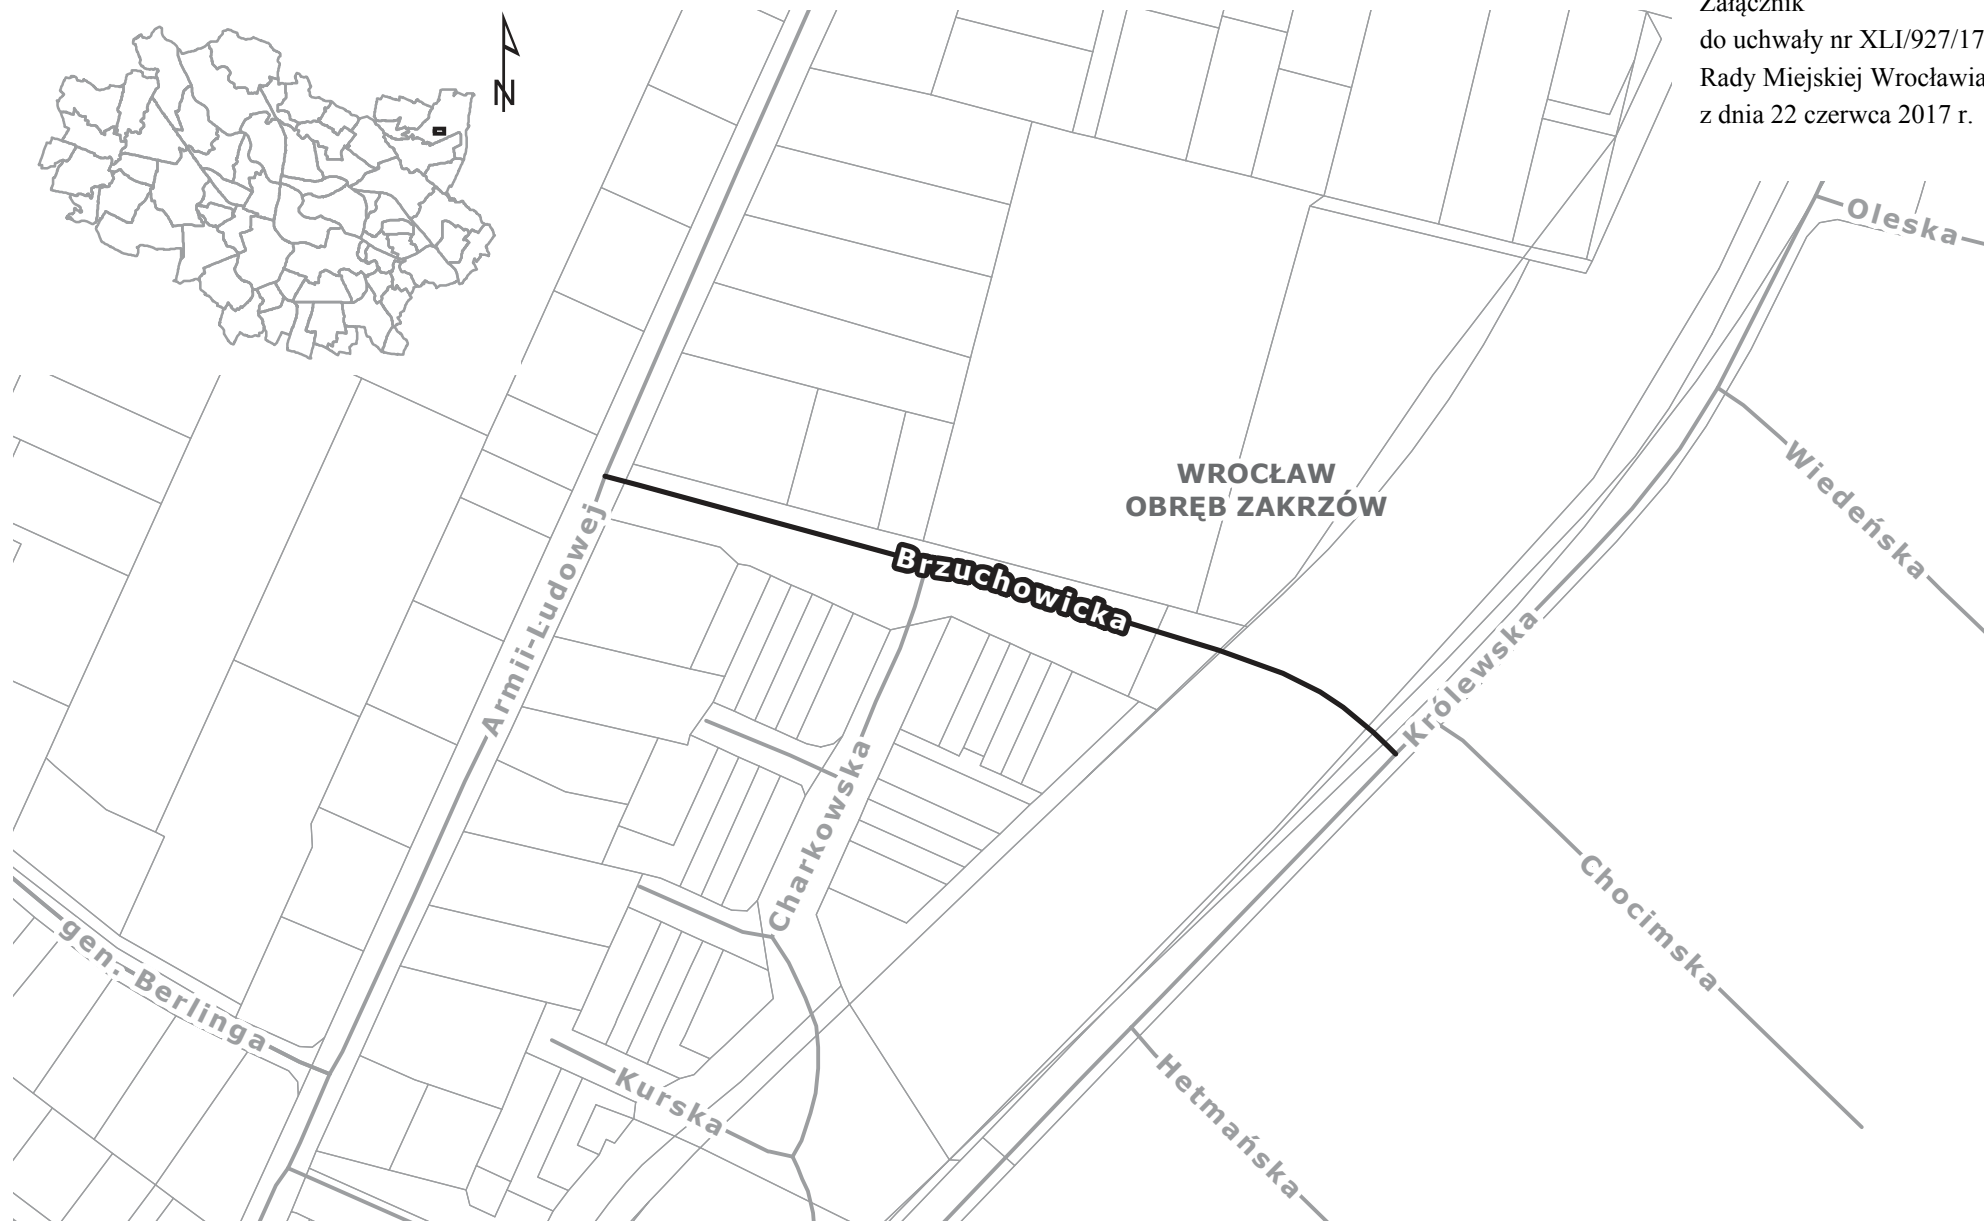 Załącznik
do uchwały nr XLI/927/17
Rady Miejskiej Wrocławia
z dnia 22 czerwca 2017 r.
N
Oleska
WROCŁAW
OBRĘB ZAKRZÓW
Wiedeńska
Brzuchowicka
Armii-Ludowej
Królewska
Charkowska
Chocimska
gen.-Berlinga
Kurska
Hetmańska